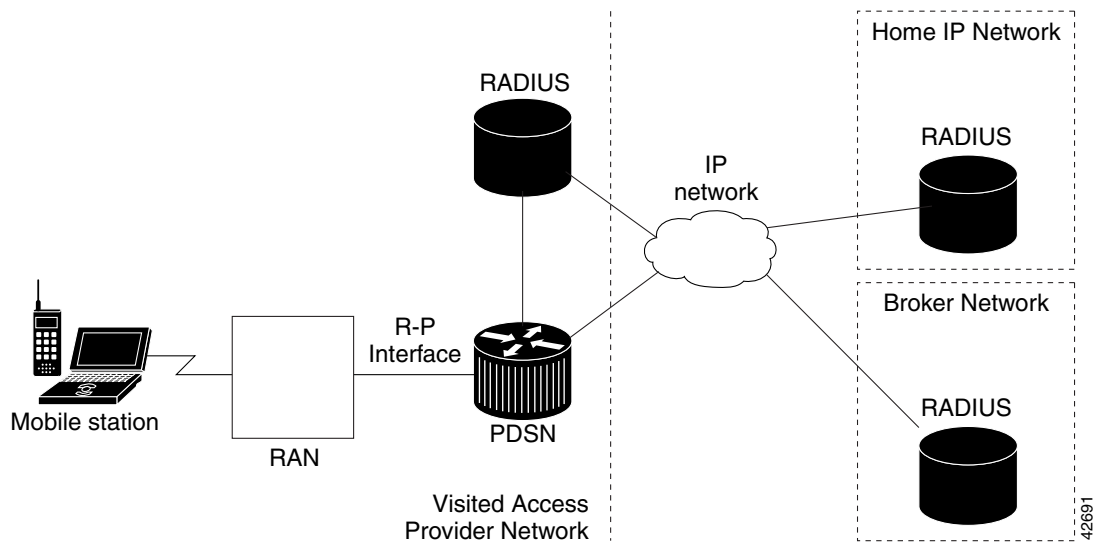 Home IP Network
RADIUS
RADIUS
IP
network
Broker Network
R-P
Interface
RADIUS
Mobile station
PDSN
RAN
Visited Access
Provider Network
42691